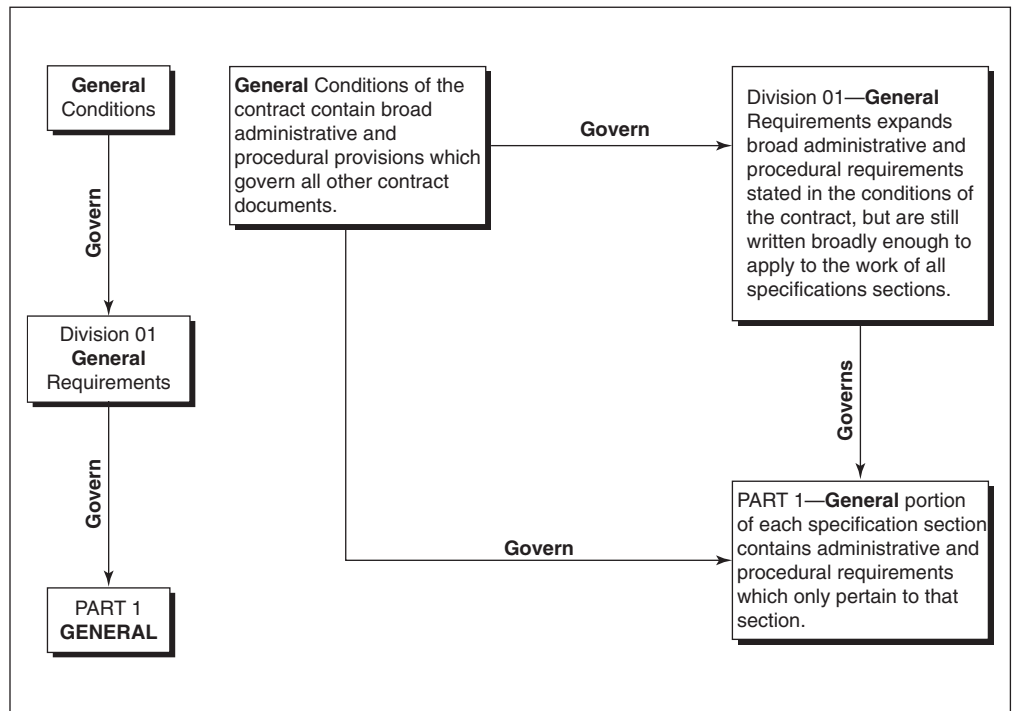 General
Conditions
Govern
Division 01
General
Requirements
Govern
PART 1
GENERAL
General Conditions of the
contract contain broad
administrative and
procedural provisions which
govern all other contract
documents.
Govern
Division 01—General
Requirements expands
broad administrative and
procedural requirements
stated in the conditions of
the contract, but are still
written broadly enough to
apply to the work of all
specifications sections.
Governs
Govern
PART 1—General portion
of each specification section
contains administrative and
procedural requirements
which only pertain to that
section.